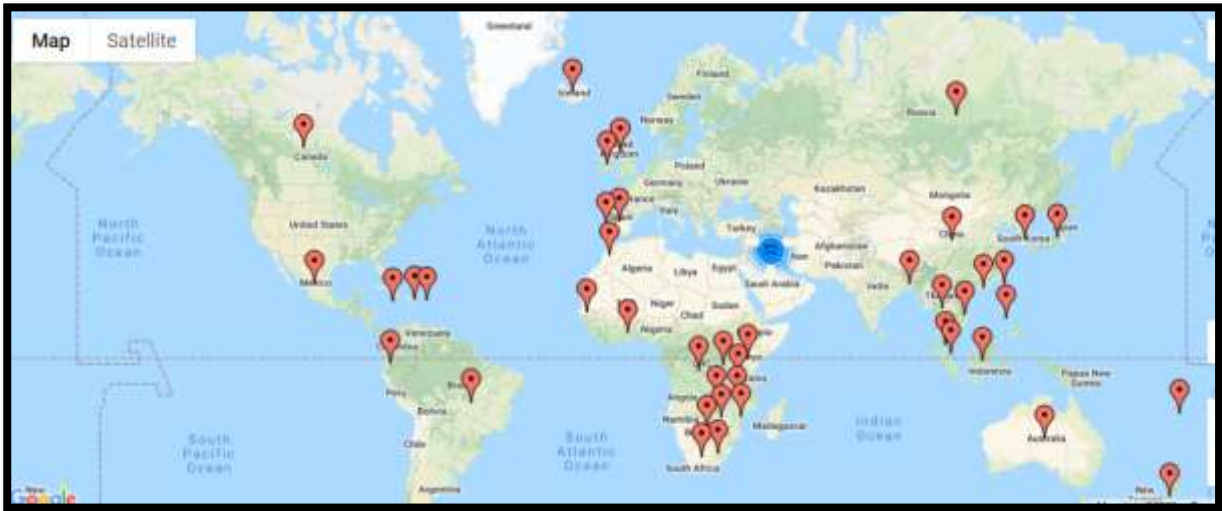 Map Satellite
Greenland
Iceland
Finland
Sweden
Norway
Russia
Canada
Poland
Germany
Ukraine
Kazakhstan
Mongolia
France
Italy
Turkey
China
South Korea
Japan
United States
North
Pacific
Ocean
North
Atlantic
Ocean
Afghanistan
Pakistan
Algeria
Libya
Egypt
Saudi Arabia
India
Mexico
Niger
Chad
Sudan
Nigeria
Venezuela
Indonesia
Papua New
Guinea
Peru
Bolivia
Angola
Namibia
Madagascar
Indian
Ocean
Australia
Chile
South
Pacific
Ocean
South
Atlantic
Ocean
South Africa
Argentina
New
Google